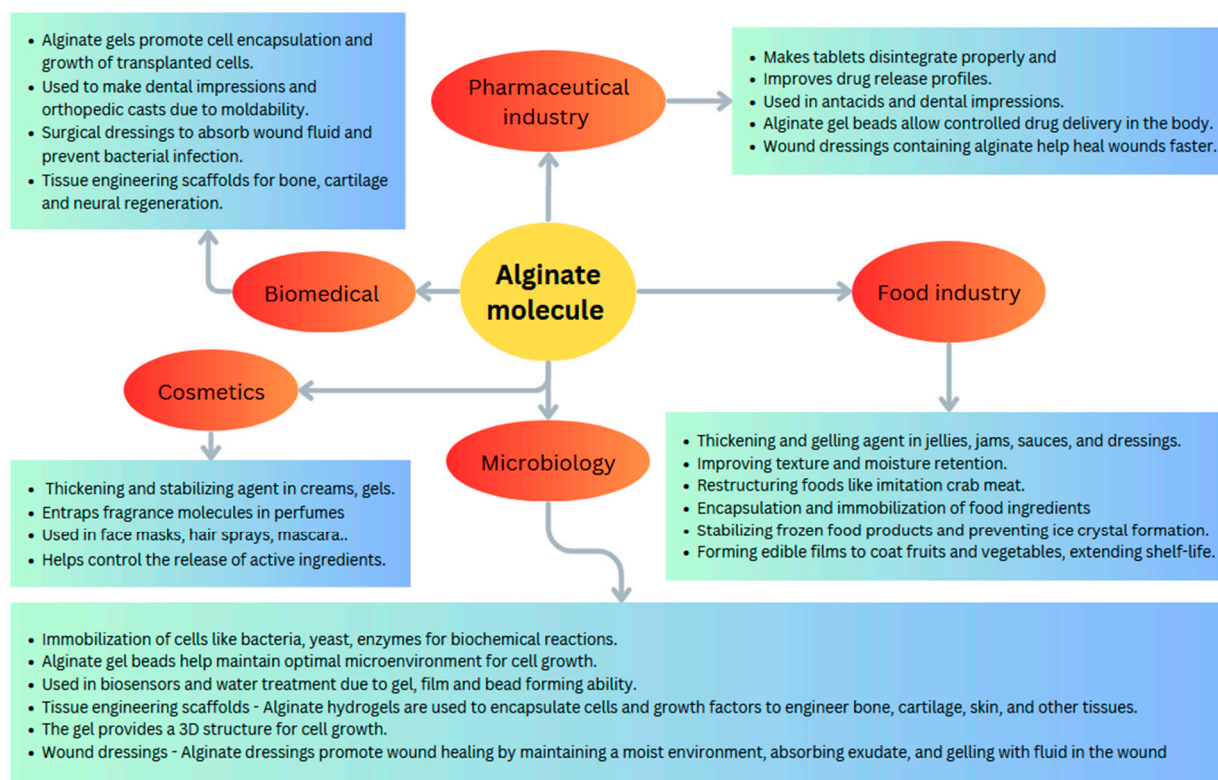 • Alginate gels promote cell encapsulation and
growth of transplanted cells.
• Used to make dental impressions and
orthopedic casts due to moldability.
• Surgical dressings to absorb wound fluid and
prevent bacterial infection.
• Tissue engineering scaffolds for bone, cartilage
and neural regeneration.
Pharmaceutical
industry
• Makes tablets disintegrate properly and
• Improves drug release profiles.
• Used in antacids and dental impressions.
• Alginate gel beads allow controlled drug delivery in the body.
• Wound dressings containing alginate help heal wounds faster.
Biomedical
Alginate
molecule
Food industry
Cosmetics
Microbiology
• Thickening and gelling agent in jellies, jams, sauces, and dressings.
• Improving texture and moisture retention.
• Restructuring foods like imitation crab meat.
• Encapsulation and immobilization of food ingredients
• Stabilizing frozen food products and preventing ice crystal formation.
• Forming edible films to coat fruits and vegetables, extending shelf-life.
• Thickening and stabilizing agent in creams, gels.
• Entraps fragrance molecules in perfumes
• Used in face masks, hair sprays, mascara..
• Helps control the release of active ingredients.
• Immobilization of cells like bacteria, yeast, enzymes for biochemical reactions.
• Alginate gel beads help maintain optimal microenvironment for cell growth.
• Used in biosensors and water treatment due to gel, film and bead forming ability.
• Tissue engineering scaffolds - Alginate hydrogels are used to encapsulate cells and growth factors to engineer bone, cartilage, skin, and other tissues.
• The gel provides a 3D structure for cell growth.
• Wound dressings - Alginate dressings promote wound healing by maintaining a moist environment, absorbing exudate, and gelling with fluid in the wound